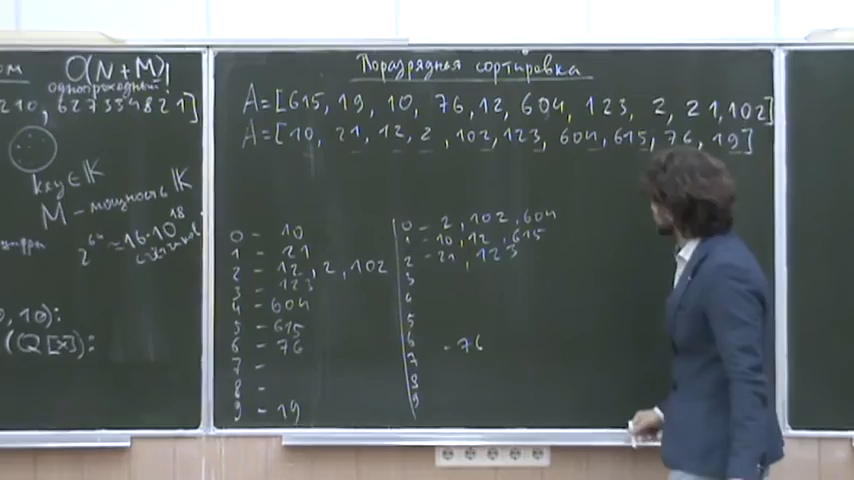 ом O(N+M)!
однопроходный
210, 627334821]
key ∈ K
M - мощность K
2^64 ≈ 16·10^18
цифры
, 10):
(Q[x]):
Поразрядная сортировка
A=[615, 19, 10, 76, 12, 604, 123, 2, 21, 102]
A=[10, 21, 12, 2, 102, 123, 604, 615, 76, 19]
0 - 10
1 - 21
2 - 12, 2, 102
3 - 123
4 - 604
5 - 615
6 - 76
7 -
8 -
9 - 19
0 - 2, 102, 604
1 - 10, 12, 615
2 - 21, 123
3
4
5
6
7 - 76
8
9